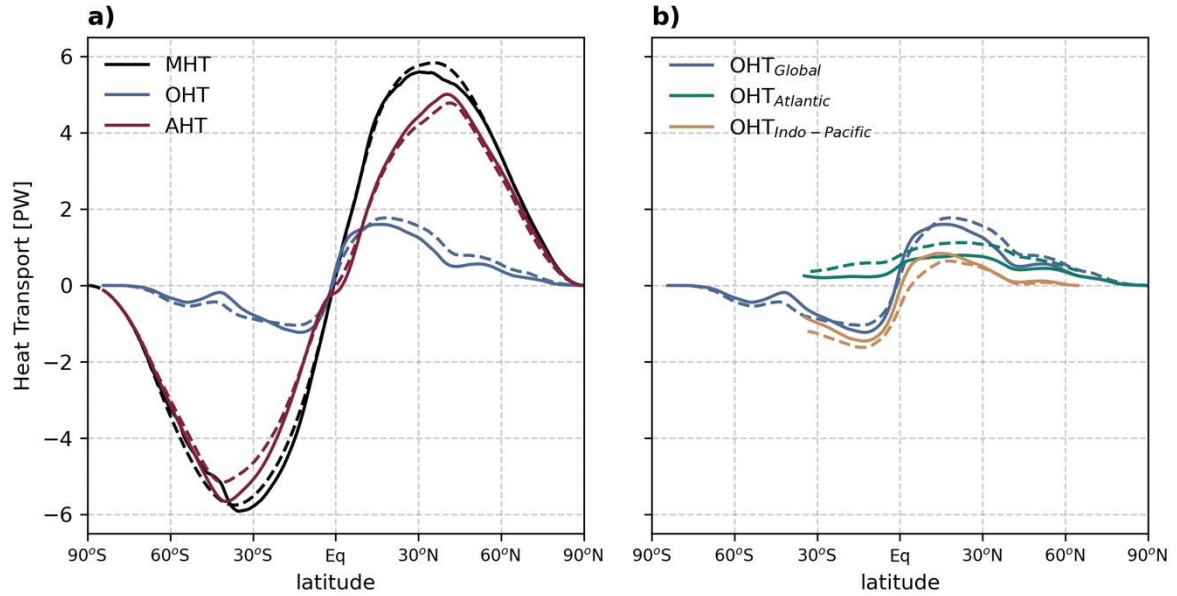 a)
Heat Transport [PW]
6
4
2
0
−2
−4
−6
MHT
OHT
AHT
90°S 60°S 30°S Eq 30°N 60°N 90°N
latitude
b)
OHT_Global
OHT_Atlantic
OHT_Indo − Pacific
90°S 60°S 30°S Eq 30°N 60°N 90°N
latitude